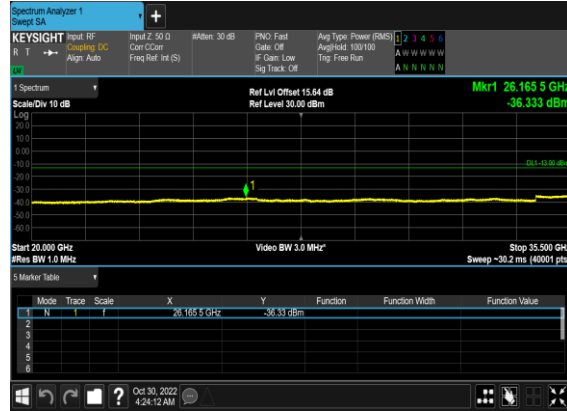 Spectrum Analyzer 1
Swept SA
+
KEYSIGHT Input: RF
R T Coupling: DC
Align: Auto
LXI
Input Z: 50 Ω
Corr CCorr
Freq Ref: Int (S)
#Atten: 30 dB
PNO: Fast
Gate: Off
IF Gain: Low
Sig Track: Off
Avg Type: Power (RMS)
Avg|Hold: 100/100
Trig: Free Run
1 2 3 4 5 6
A W W W W W
A N N N N N
1 Spectrum
Scale/Div 10 dB
Ref Lvl Offset 15.64 dB
Ref Level 30.00 dBm
Mkr1 26.165 5 GHz
-36.333 dBm
Log
20.0
10.0
0.00
-10.0
-20.0
-30.0
-40.0
-50.0
-60.0
DL1 -13.00 dBm
1
Start 20.000 GHz
#Res BW 1.0 MHz
Video BW 3.0 MHz*
Stop 35.500 GHz
Sweep ~30.2 ms (40001 pts)
5 Marker Table
Mode Trace Scale X Y Function Function Width Function Value
1 N 1 f 26.165 5 GHz -36.33 dBm
2
3
4
5
6
?
Oct 30, 2022
4:24:12 AM